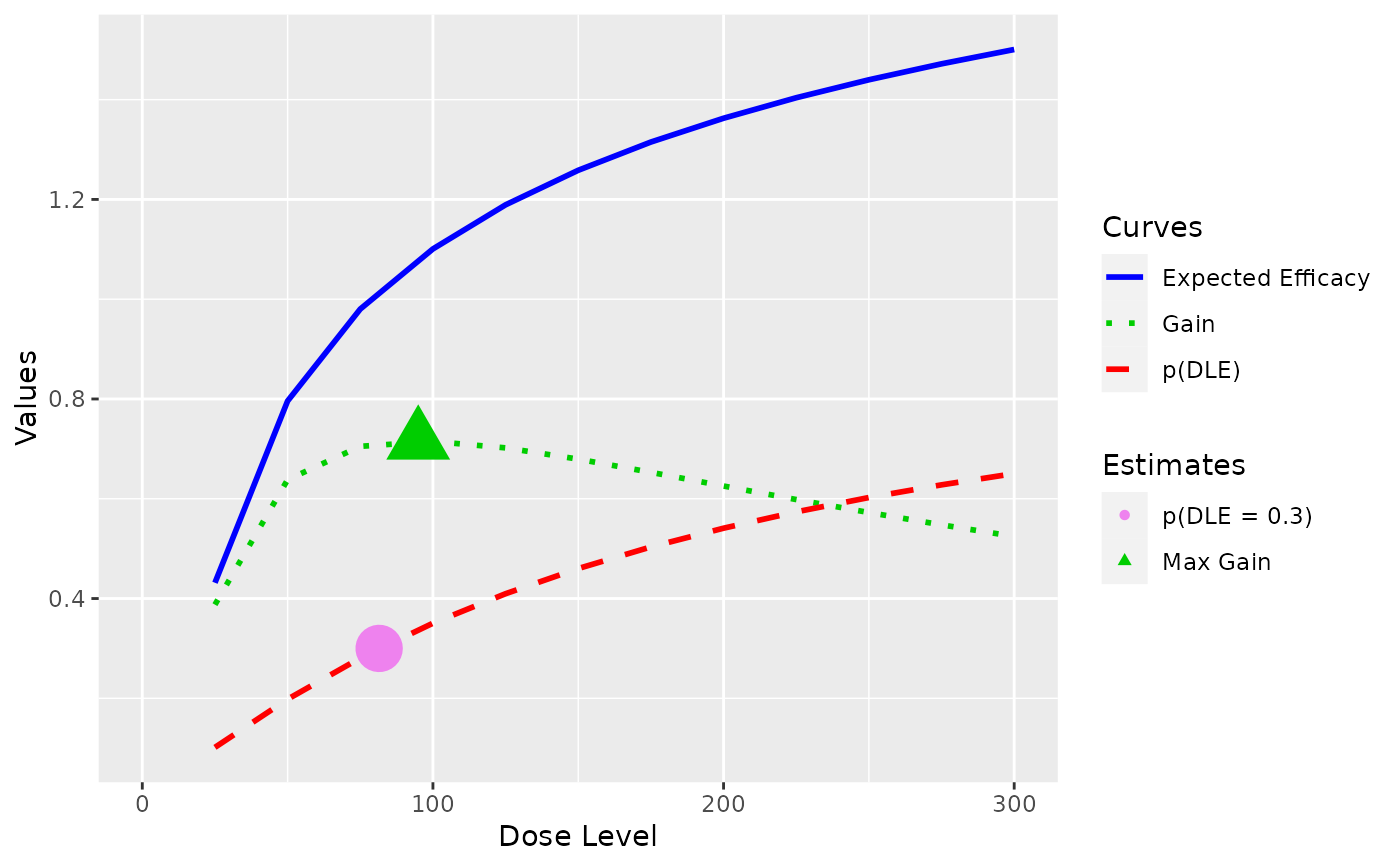 Values
1.2
0.8
0.4
0
100
200
300
Dose Level
Curves
Expected Efficacy
Gain
p(DLE)
Estimates
p(DLE = 0.3)
Max Gain